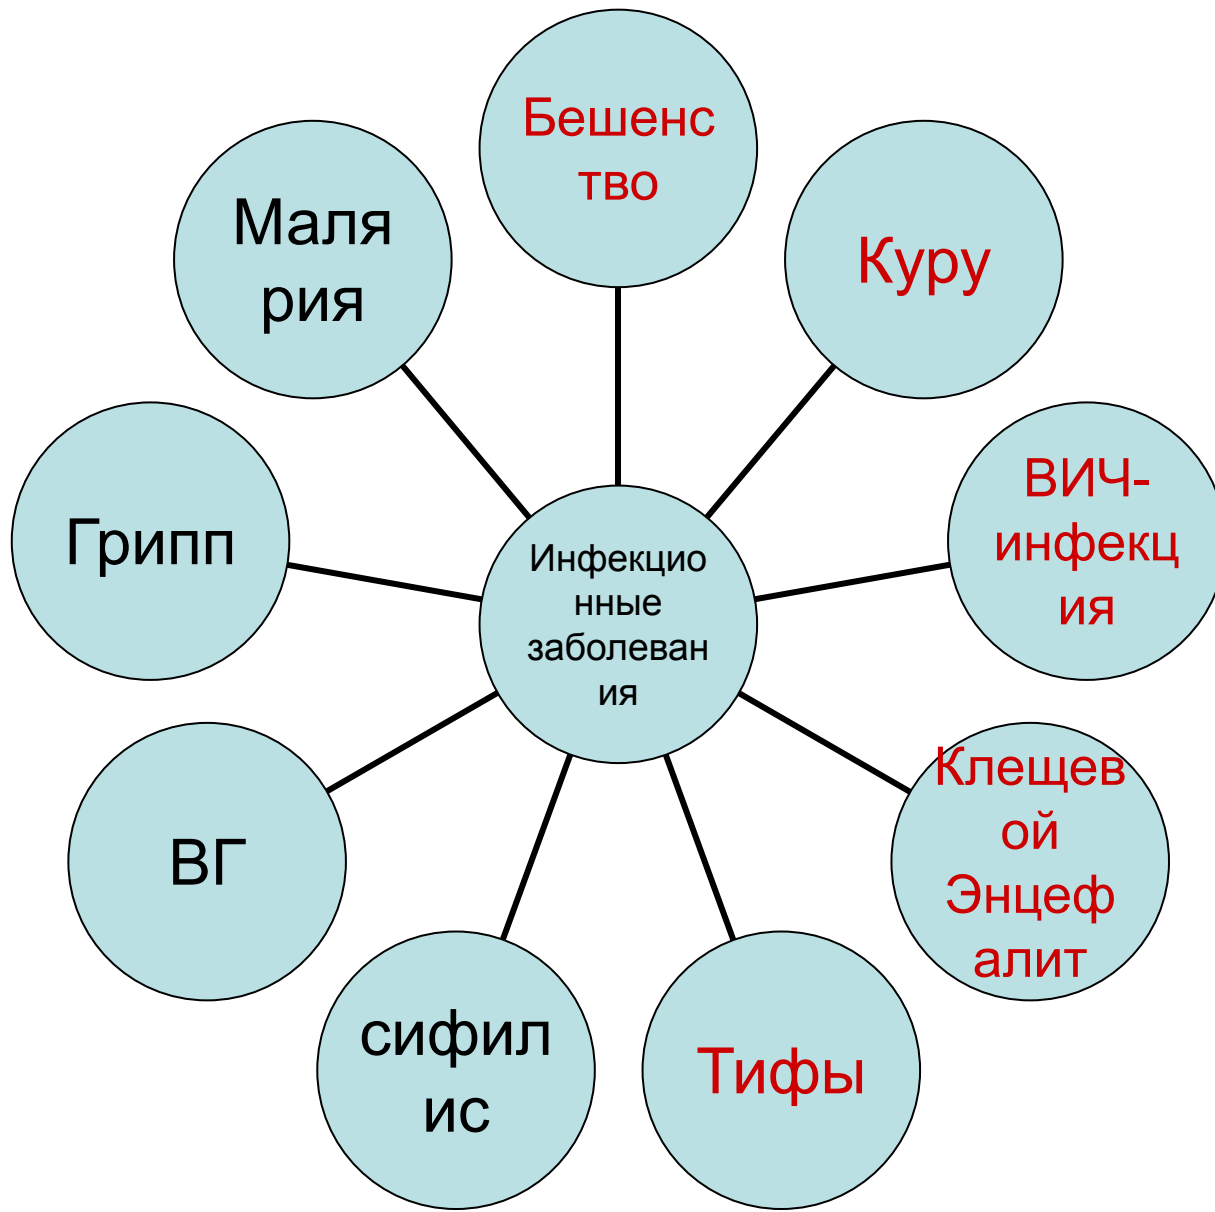 Бешенс
тво
Куру
ВИЧ-
инфекц
ия
Клещев
ой
Энцеф
алит
Тифы
сифил
ис
ВГ
Грипп
Маля
рия
Инфекцио
нные
заболеван
ия